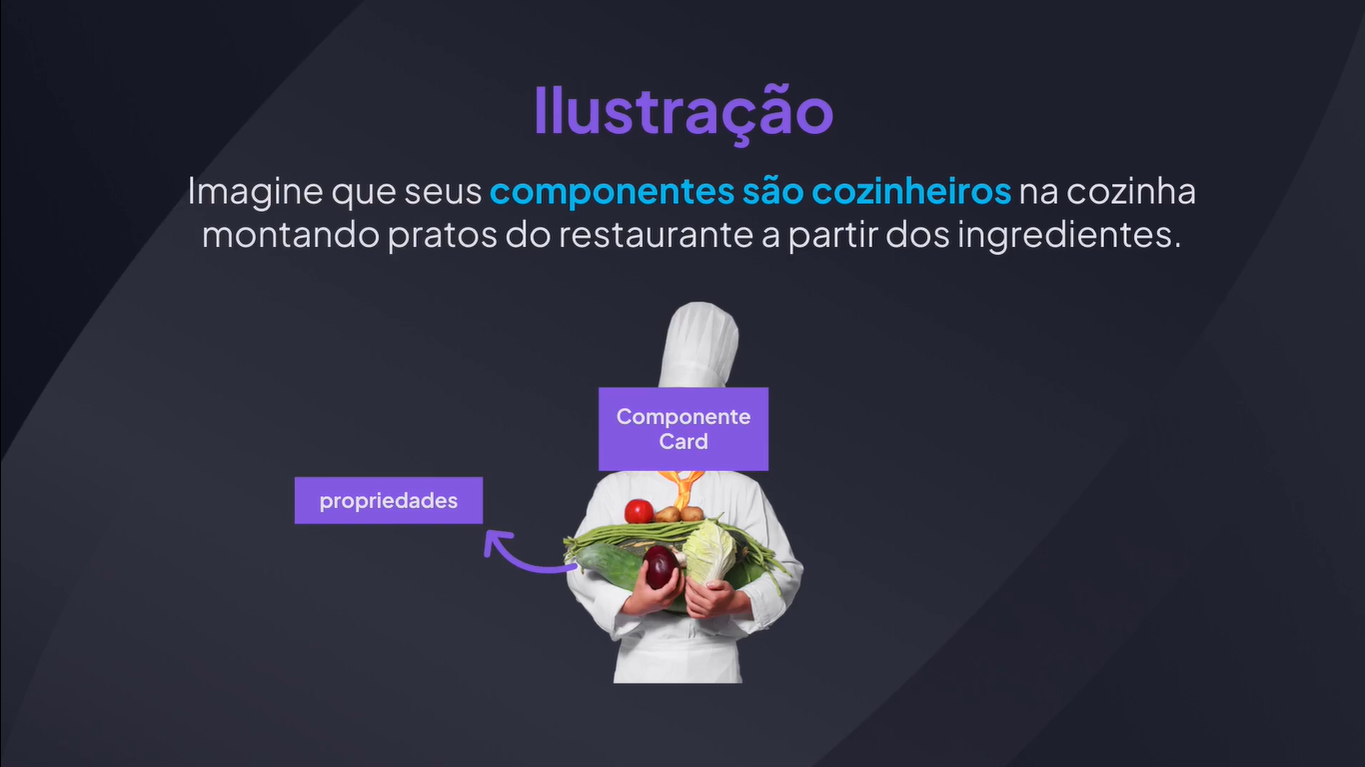 Ilustração
Imagine que seus componentes são cozinheiros na cozinha
montando pratos do restaurante a partir dos ingredientes.
Componente
Card
propriedades